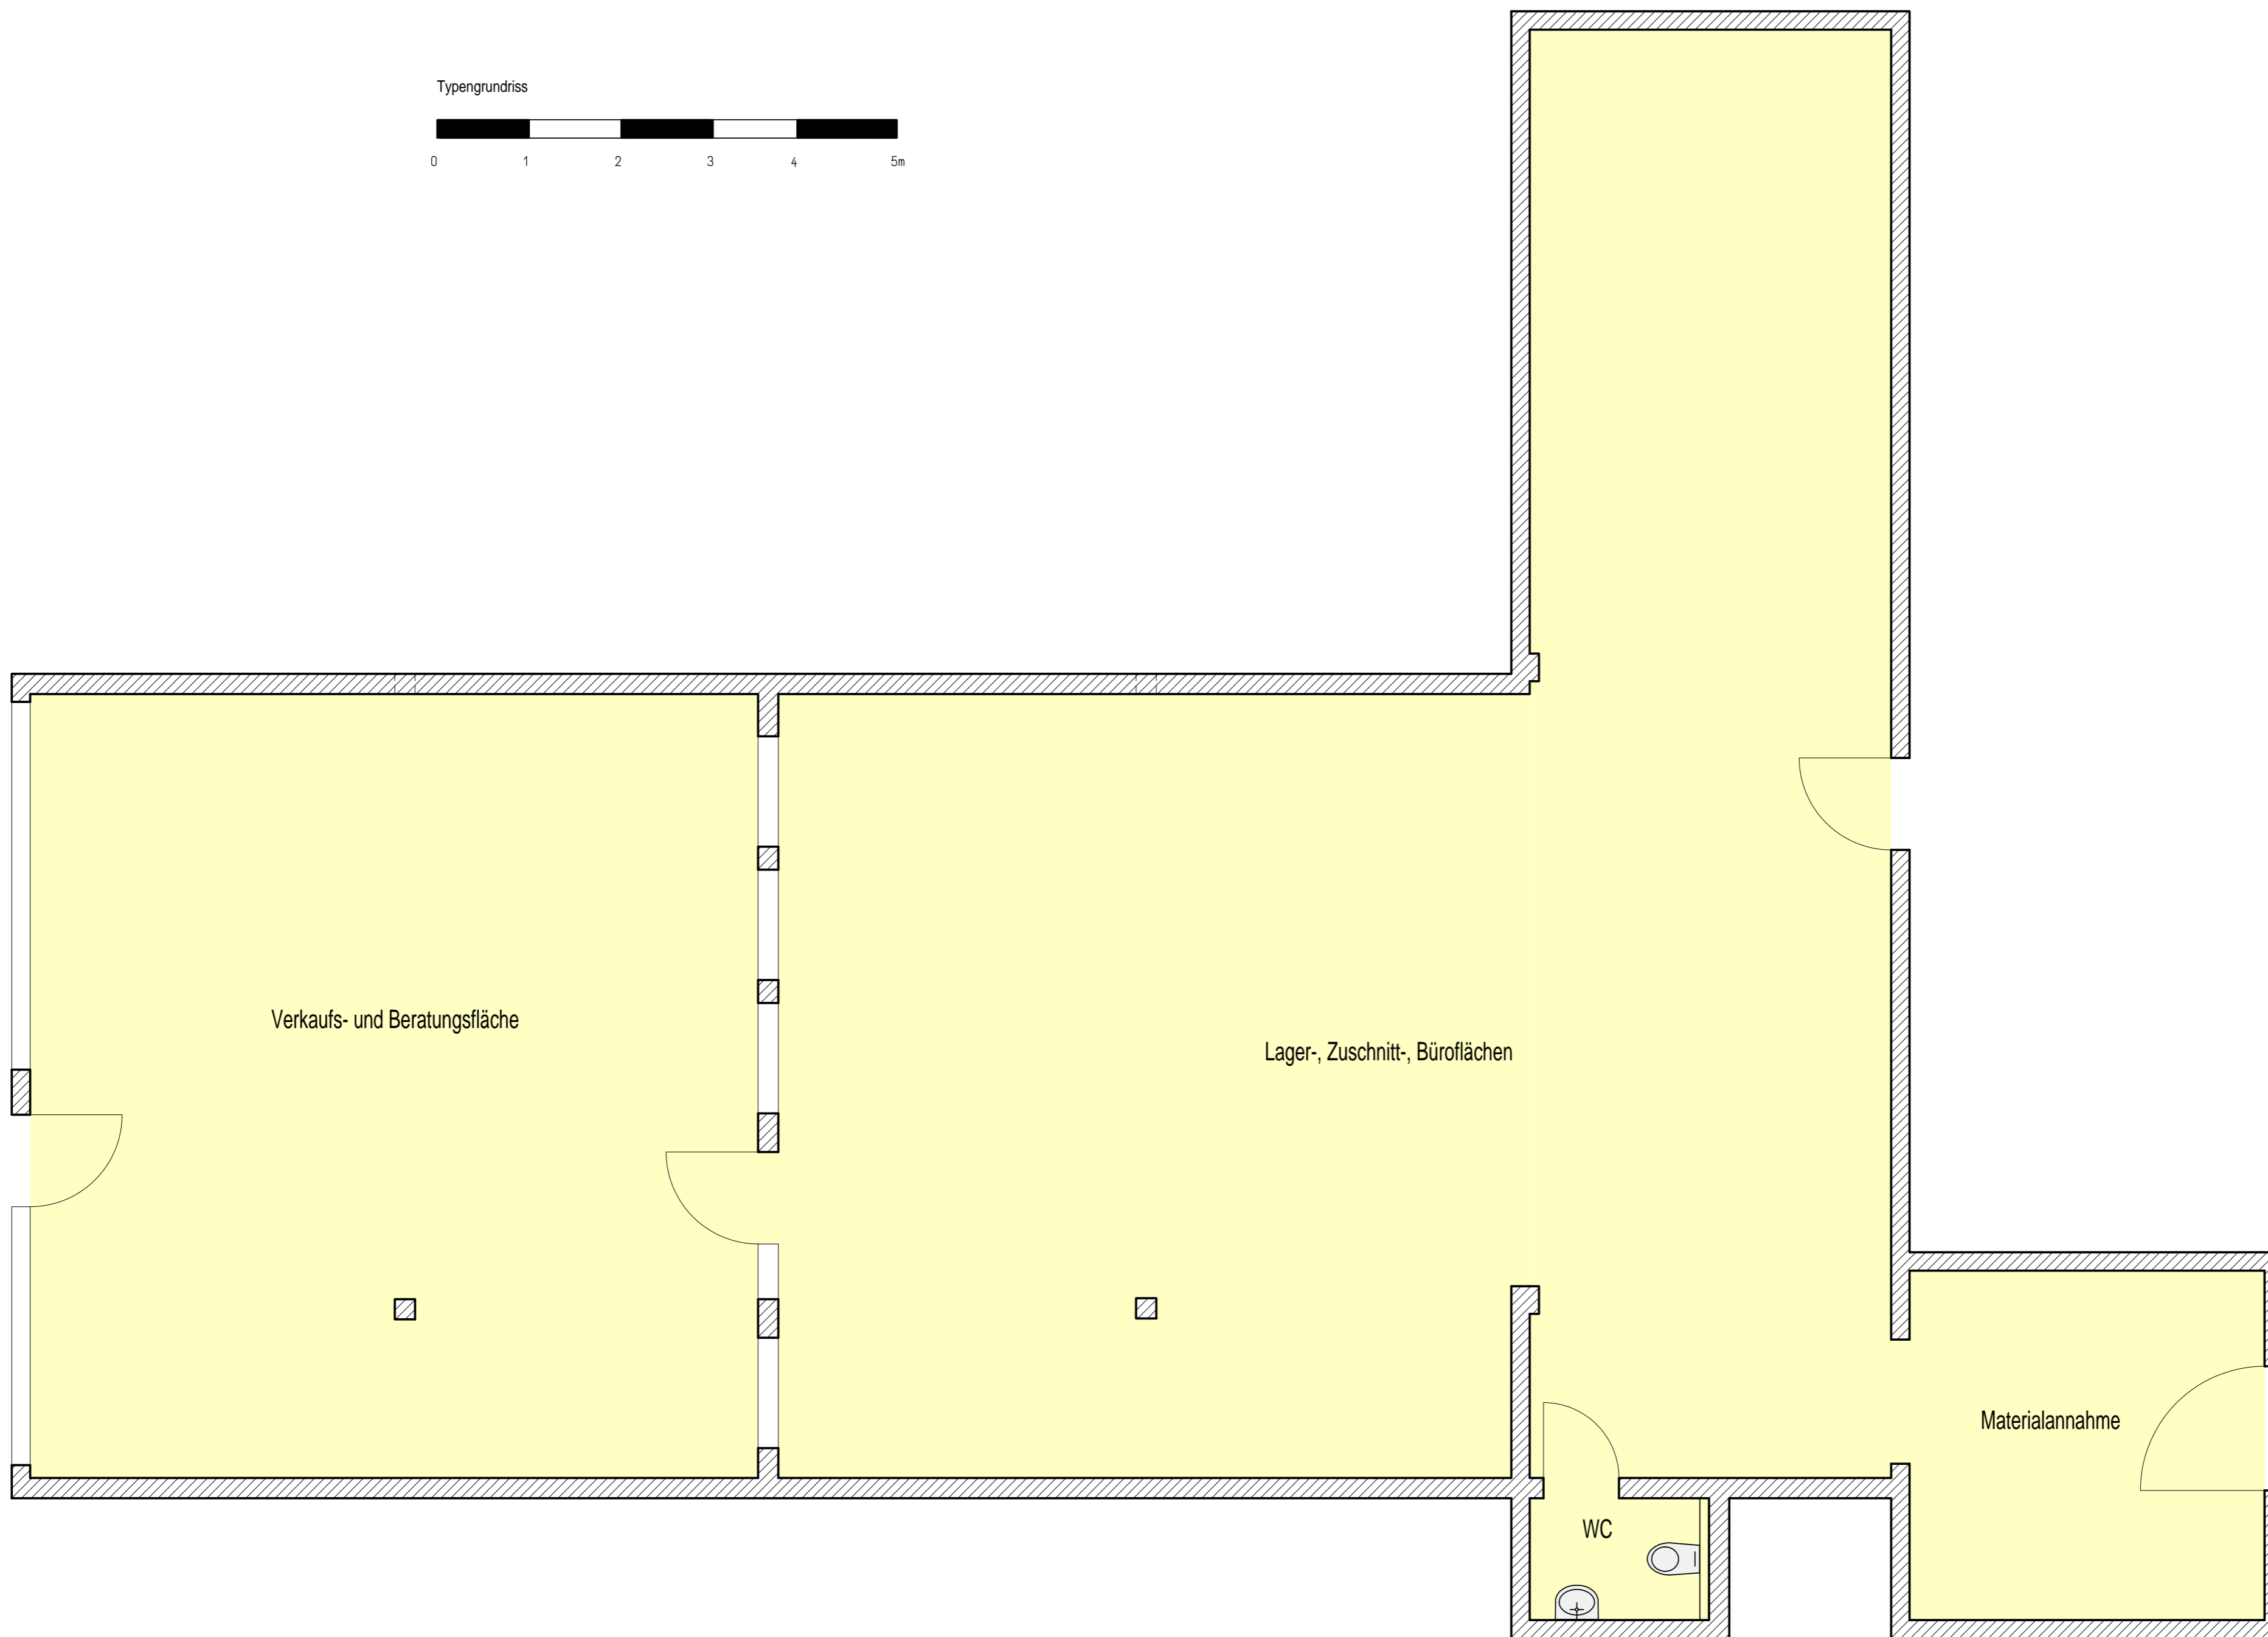 Typengrundriss
0 1 2 3 4 5m
Verkaufs- und Beratungsfläche
Lager-, Zuschnitt-, Büroflächen
Materialannahme
WC